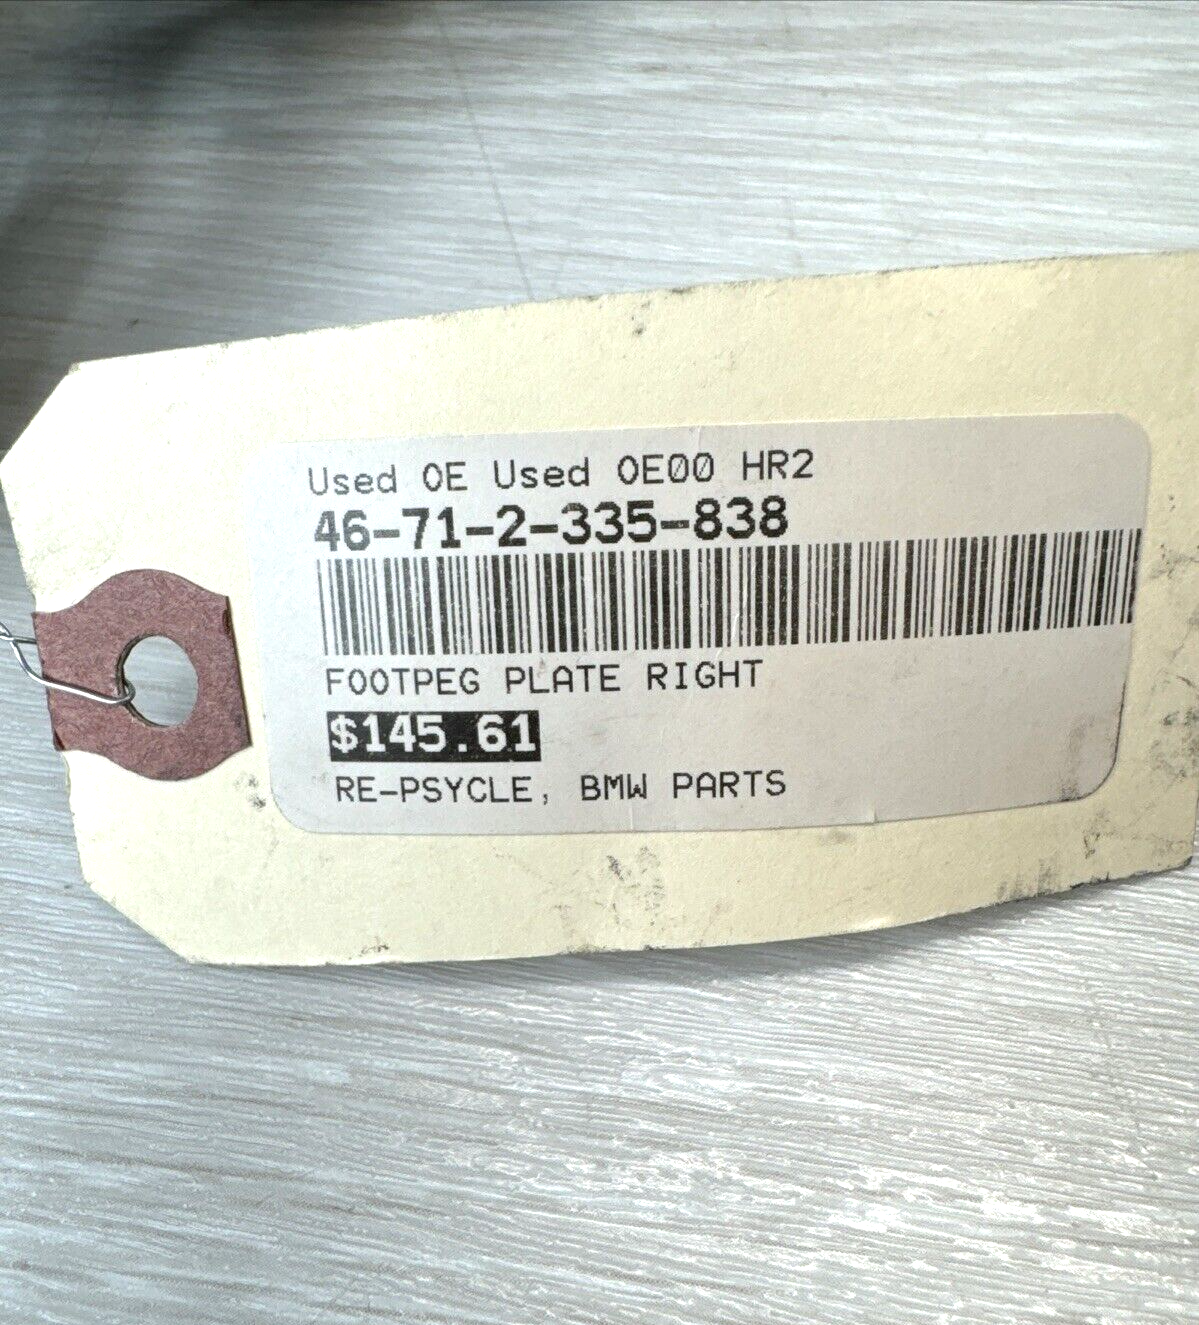 Used OE Used OE00 HR2
46-71-2-335-838
FOOTPEG PLATE RIGHT
$145.61
RE-PSYCLE, BMW PARTS